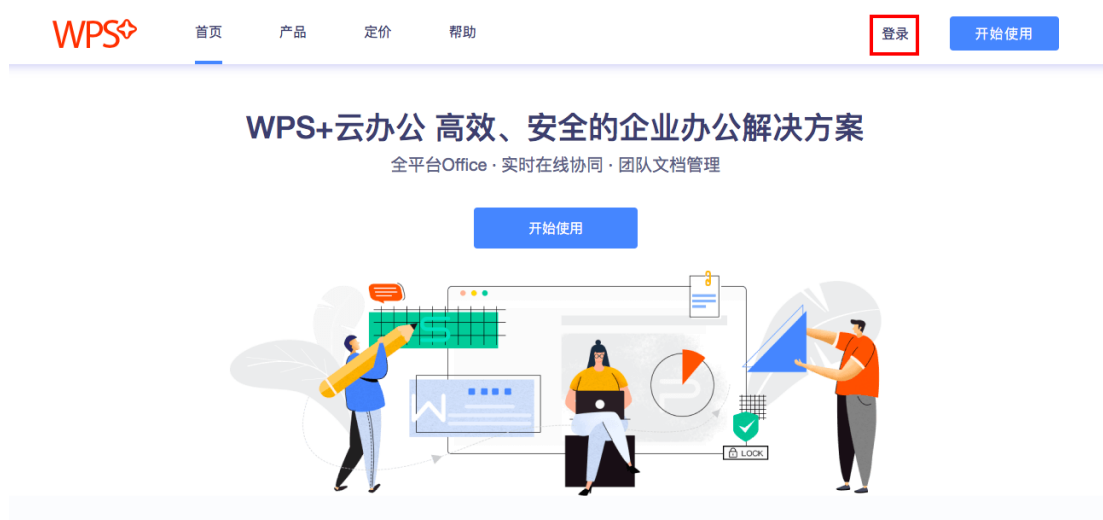 WPS 首页 产品 定价 帮助 登录 开始使用
WPS+云办公 高效、安全的企业办公解决方案
全平台Office · 实时在线协同 · 团队文档管理
开始使用
S
W
P
LOCK